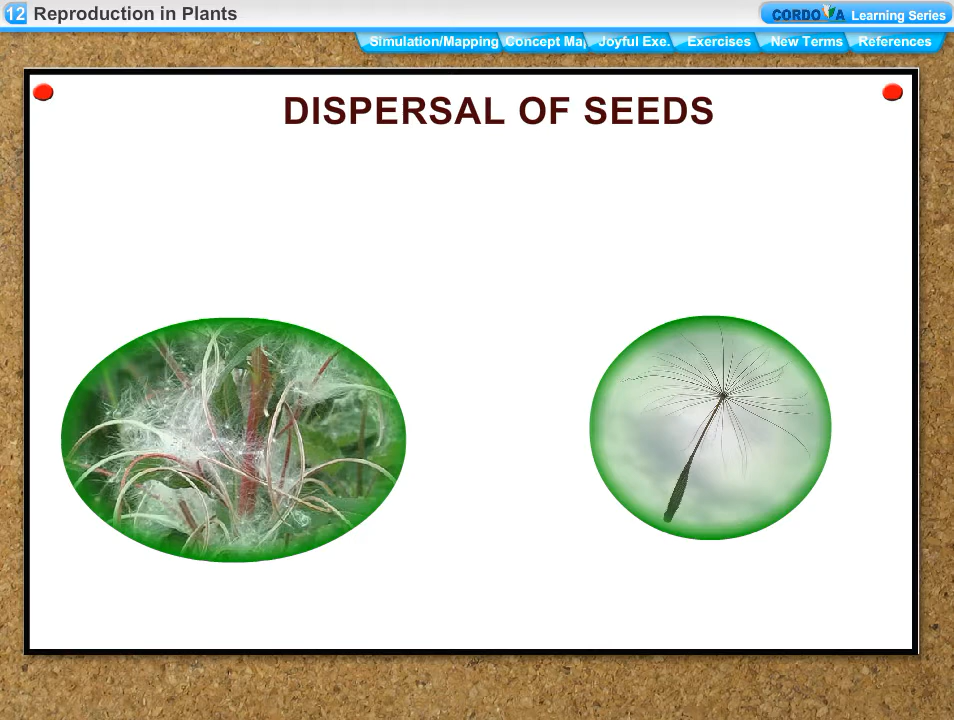 12 Reproduction in Plants
CORDOVA Learning Series
Simulation/Mapping Concept Ma Joyful Exe. Exercises New Terms References
DISPERSAL OF SEEDS